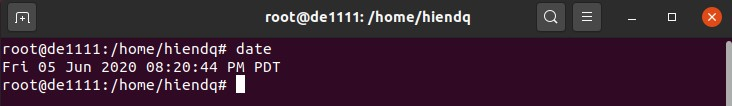 root@de1111: /home/hiendq
root@de1111:/home/hiendq# date
Fri 05 Jun 2020 08:20:44 PM PDT
root@de1111:/home/hiendq#